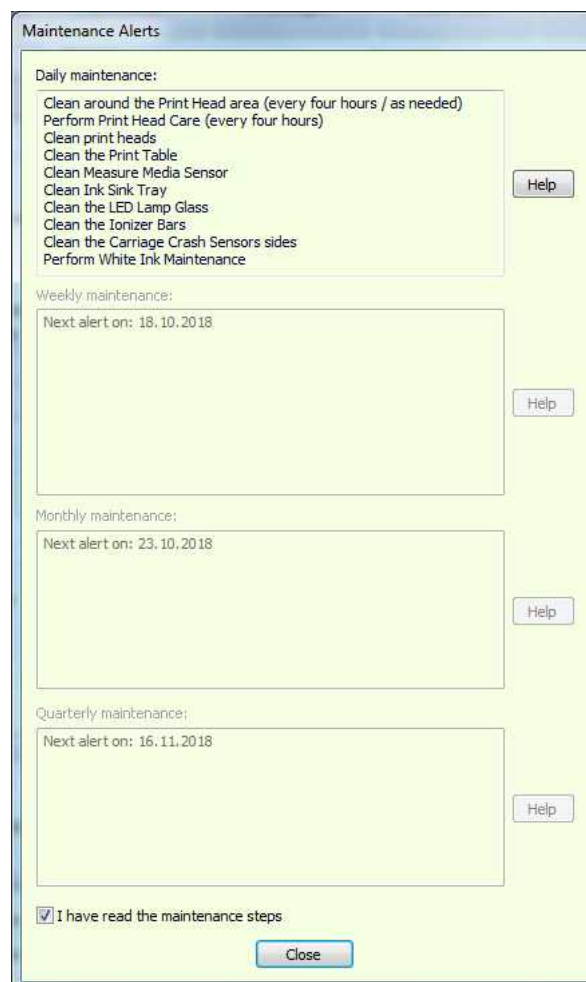 Maintenance Alerts
Daily maintenance:
Clean around the Print Head area (every four hours / as needed)
Perform Print Head Care (every four hours)
Clean print heads
Clean the Print Table
Clean Measure Media Sensor
Clean Ink Sink Tray
Clean the LED Lamp Glass
Clean the Ionizer Bars
Clean the Carriage Crash Sensors sides
Perform White Ink Maintenance
Help
Weekly maintenance:
Next alert on: 18.10.2018
Help
Monthly maintenance:
Next alert on: 23.10.2018
Help
Quarterly maintenance:
Next alert on: 16.11.2018
Help
I have read the maintenance steps
Close